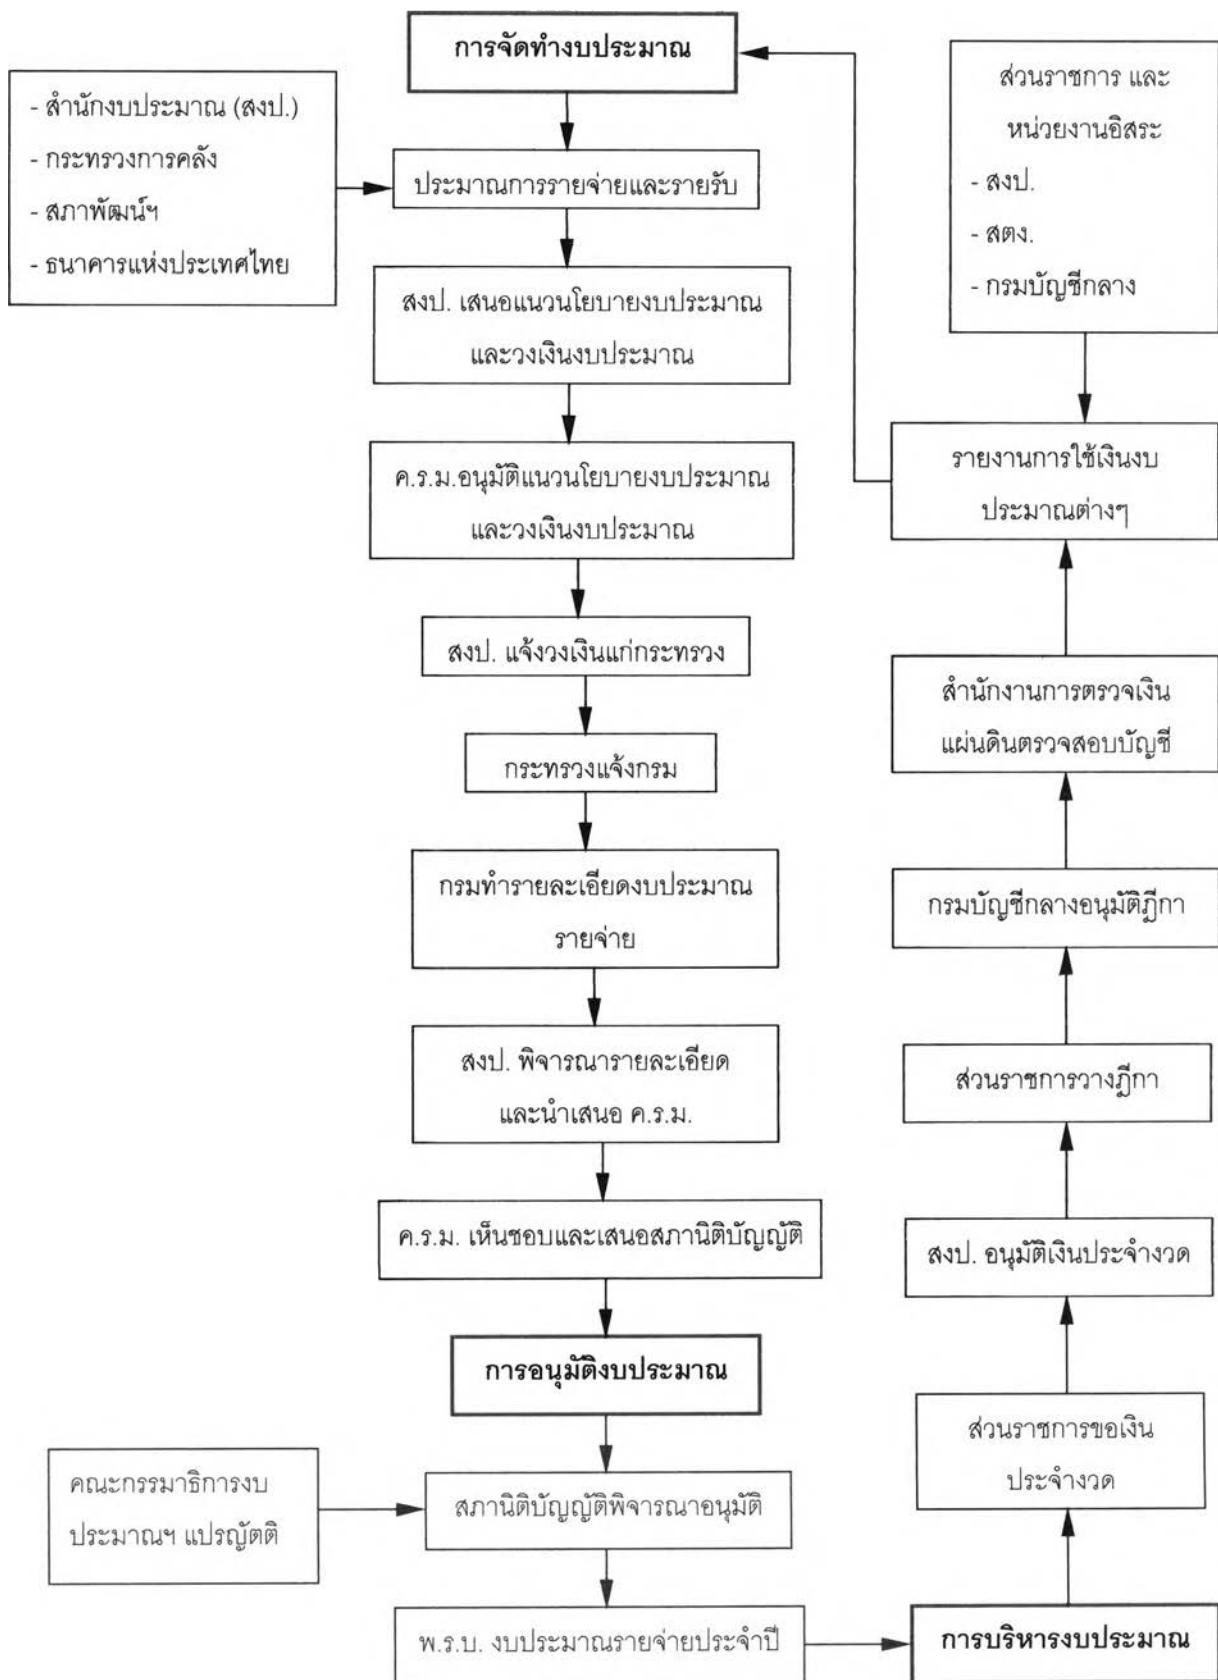 การจัดทำงบประมาณ
- สำนักงบประมาณ (สงป.)
- กระทรวงการคลัง
- สภาพัฒน์ฯ
- ธนาคารแห่งประเทศไทย
ประมาณการรายจ่ายและรายรับ
สงป. เสนอแนวนโยบายงบประมาณ
และวงเงินงบประมาณ
ค.ร.ม.อนุมัติแนวนโยบายงบประมาณ
และวงเงินงบประมาณ
สงป. แจ้งวงเงินแก่กระทรวง
กระทรวงแจ้งกรม
กรมทำรายละเอียดงบประมาณ
รายจ่าย
สงป. พิจารณารายละเอียด
และนำเสนอ ค.ร.ม.
ค.ร.ม. เห็นชอบและเสนอสภานิติบัญญัติ
การอนุมัติงบประมาณ
คณะกรรมาธิการงบ
ประมาณฯ แปรญัตติ
สภานิติบัญญัติพิจารณาอนุมัติ
พ.ร.บ. งบประมาณรายจ่ายประจำปี
การบริหารงบประมาณ
ส่วนราชการขอเงิน
ประจำงวด
สงป. อนุมัติเงินประจำงวด
ส่วนราชการวางฎีกา
กรมบัญชีกลางอนุมัติฎีกา
สำนักงานการตรวจเงิน
แผ่นดินตรวจสอบบัญชี
รายงานการใช้เงินงบ
ประมาณต่างๆ
ส่วนราชการ และ
หน่วยงานอิสระ
- สงป.
- สตง.
- กรมบัญชีกลาง